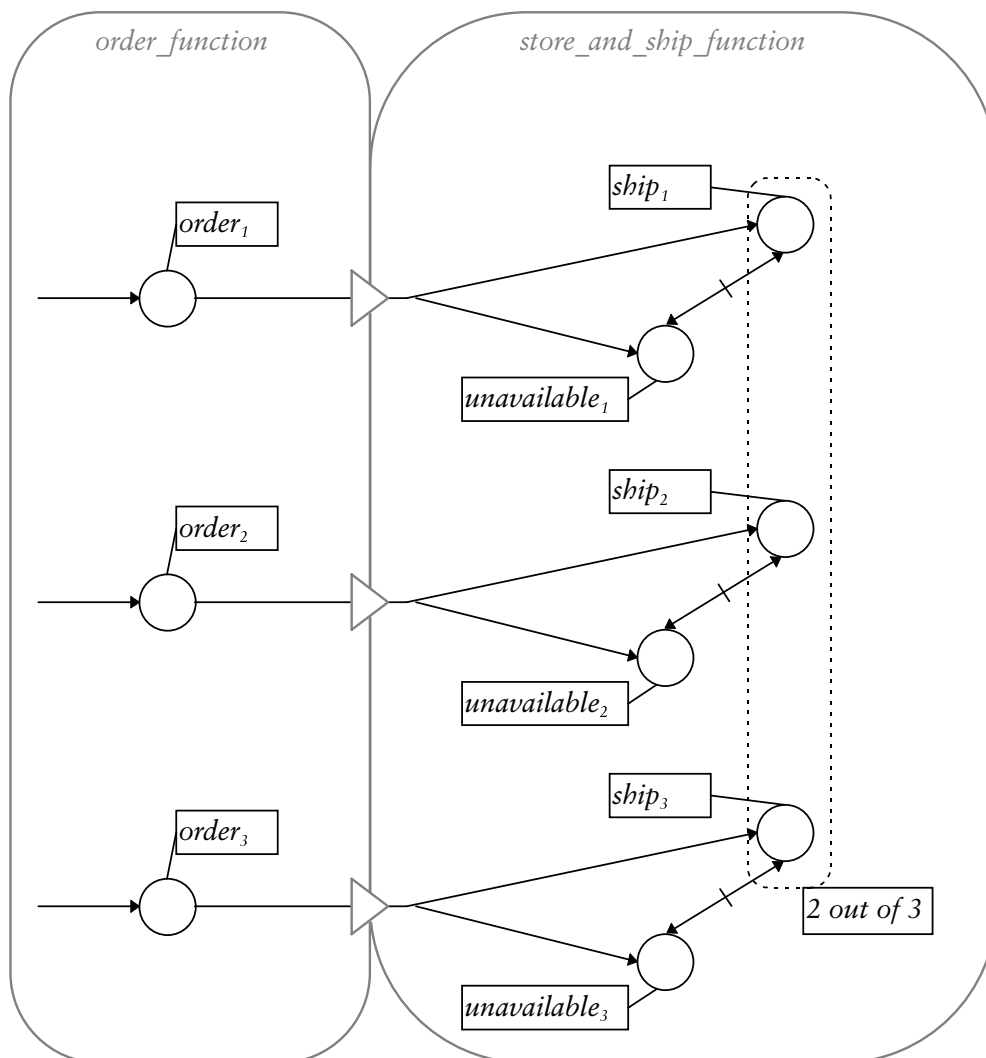 order_function
store_and_ship_function
ship₁
order₁
unavailable₁
ship₂
order₂
unavailable₂
ship₃
order₃
2 out of 3
unavailable₃